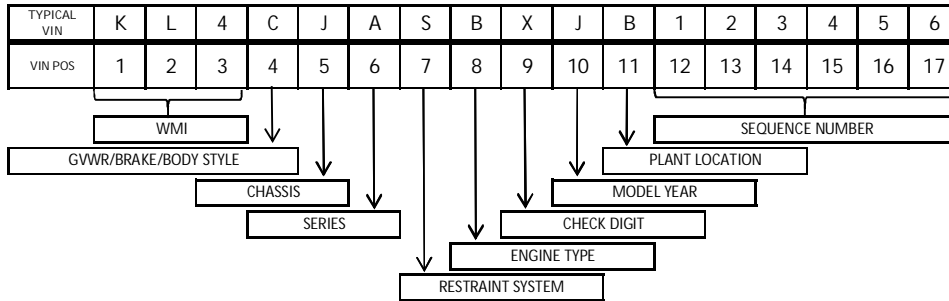 TYPICAL VIN K L 4 C J A S B X J B 1 2 3 4 5 6
VIN POS 1 2 3 4 5 6 7 8 9 10 11 12 13 14 15 16 17
WMI SEQUENCE NUMBER
GVWR/BRAKE/BODY STYLE PLANT LOCATION
CHASSIS MODEL YEAR
SERIES CHECK DIGIT
ENGINE TYPE
RESTRAINT SYSTEM